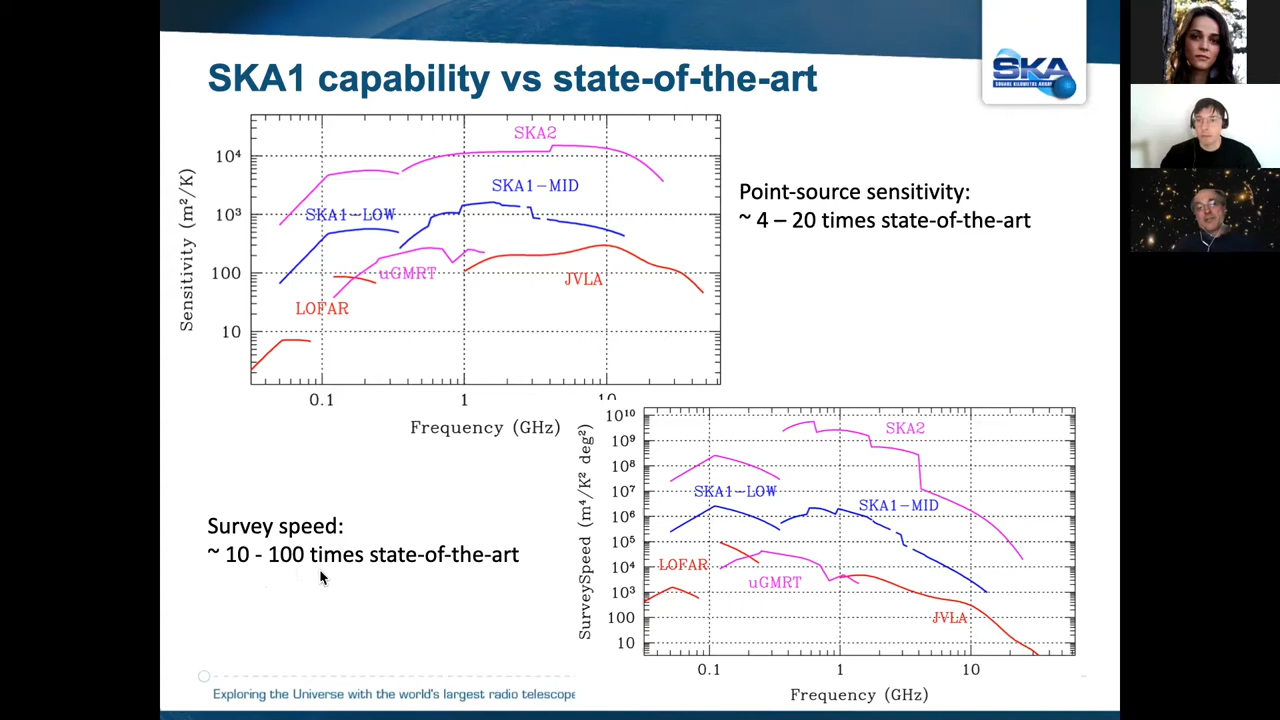 SKA1 capability vs state-of-the-art
SKA
SQUARE KILOMETRE ARRAY
Sensitivity (m²/K)
10⁴
10³
100
10
SKA2
SKA1-MID
SKA1-LOW
uGMRT
JVLA
LOFAR
0.1 1 10
Frequency (GHz)
Point-source sensitivity:
~ 4 – 20 times state-of-the-art
Survey speed:
~ 10 - 100 times state-of-the-art
SurveySpeed (m⁴/K² deg²)
10¹⁰
10⁹
10⁸
10⁷
10⁶
10⁵
10⁴
10³
100
10
SKA2
SKA1-LOW
SKA1-MID
LOFAR
uGMRT
JVLA
0.1 1 10
Frequency (GHz)
Exploring the Universe with the world's largest radio telescope